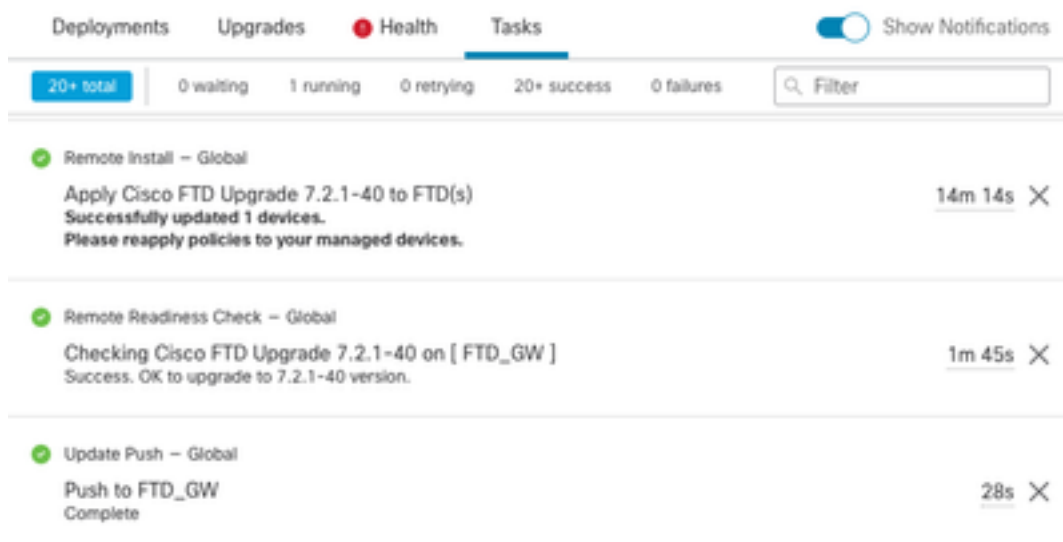 Deployments Upgrades Health Tasks Show Notifications
20+ total 0 waiting 1 running 0 retrying 20+ success 0 failures Filter
Remote Install – Global
Apply Cisco FTD Upgrade 7.2.1-40 to FTD(s) 14m 14s
Successfully updated 1 devices.
Please reapply policies to your managed devices.
Remote Readiness Check – Global
Checking Cisco FTD Upgrade 7.2.1-40 on [ FTD_GW ] 1m 45s
Success. OK to upgrade to 7.2.1-40 version.
Update Push – Global
Push to FTD_GW 28s
Complete